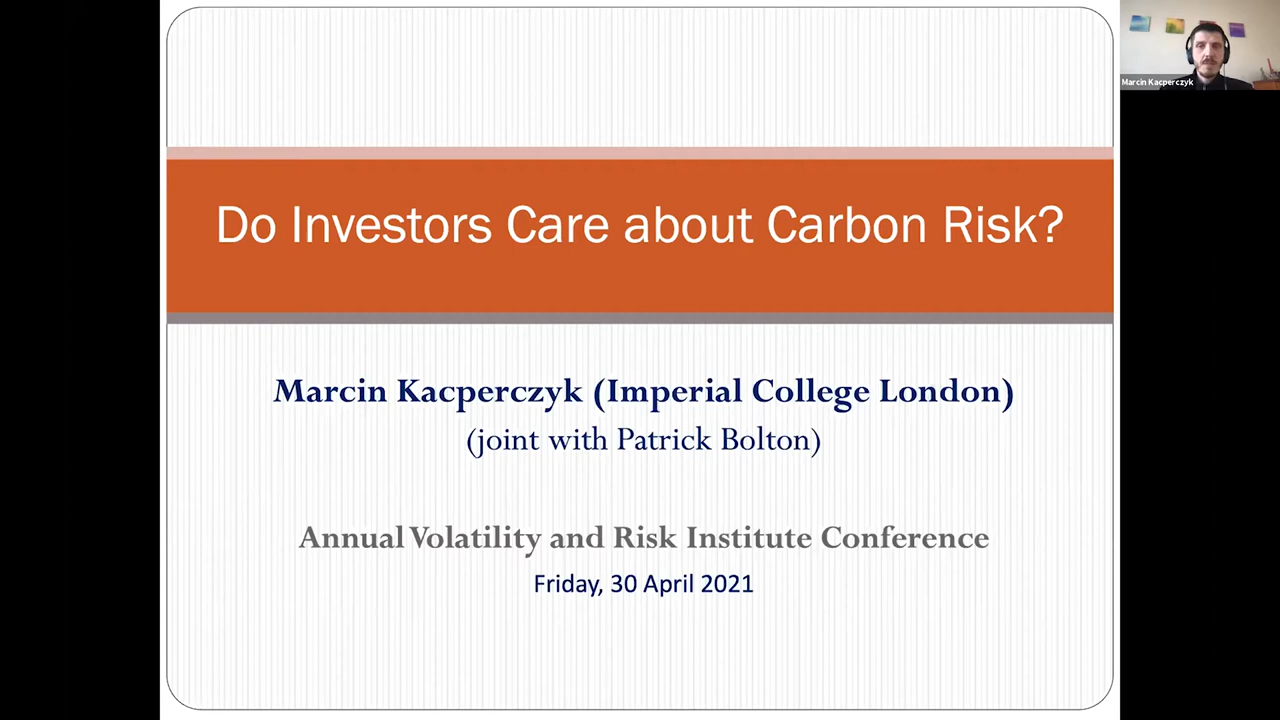 Do Investors Care about Carbon Risk?
Marcin Kacperczyk (Imperial College London)
(joint with Patrick Bolton)
Annual Volatility and Risk Institute Conference
Friday, 30 April 2021
Marcin Kacperczyk